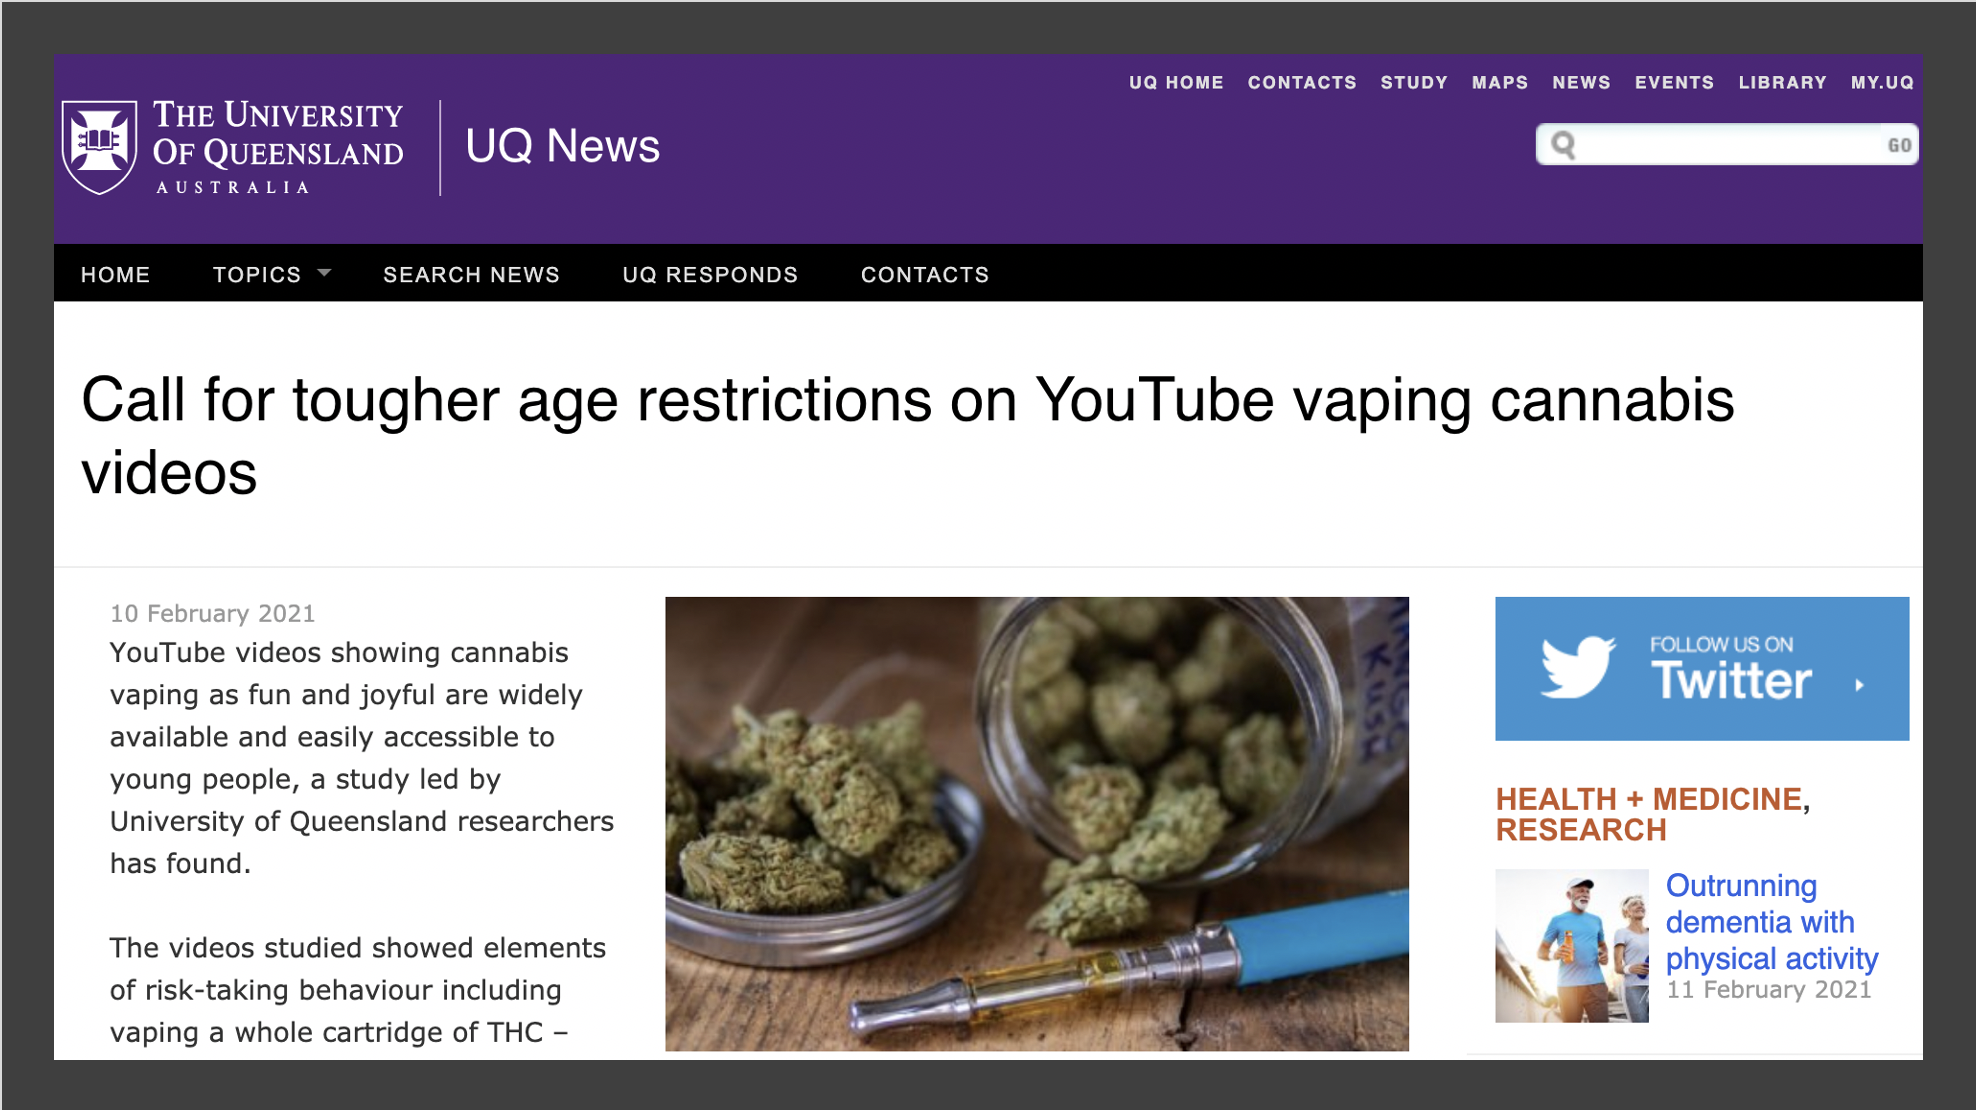 UQ HOME CONTACTS STUDY MAPS NEWS EVENTS LIBRARY MY.UQ
THE UNIVERSITY
OF QUEENSLAND
AUSTRALIA
UQ News
GO
HOME TOPICS SEARCH NEWS UQ RESPONDS CONTACTS
Call for tougher age restrictions on YouTube vaping cannabis
videos
10 February 2021
YouTube videos showing cannabis
vaping as fun and joyful are widely
available and easily accessible to
young people, a study led by
University of Queensland researchers
has found.
The videos studied showed elements
of risk-taking behaviour including
vaping a whole cartridge of THC –
KUSH
FOLLOW US ON
Twitter
HEALTH + MEDICINE,
RESEARCH
Outrunning
dementia with
physical activity
11 February 2021